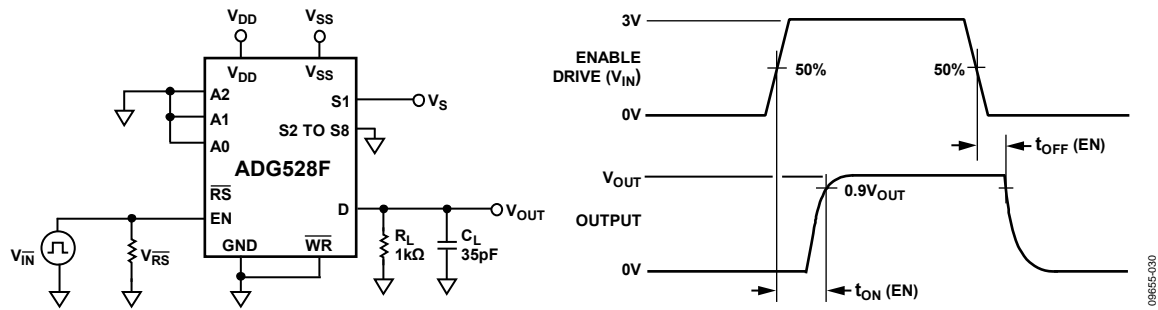 VDD
VSS
VDD
VSS
A2
A1
A0
S1
VS
S2 TO S8
ADG528F
RS
EN
D
VOUT
VIN
VRS
GND
WR
RL
1kΩ
CL
35pF
3V
ENABLE
DRIVE (VIN)
50%
50%
0V
tOFF (EN)
VOUT
0.9VOUT
OUTPUT
0V
tON (EN)
09655-030